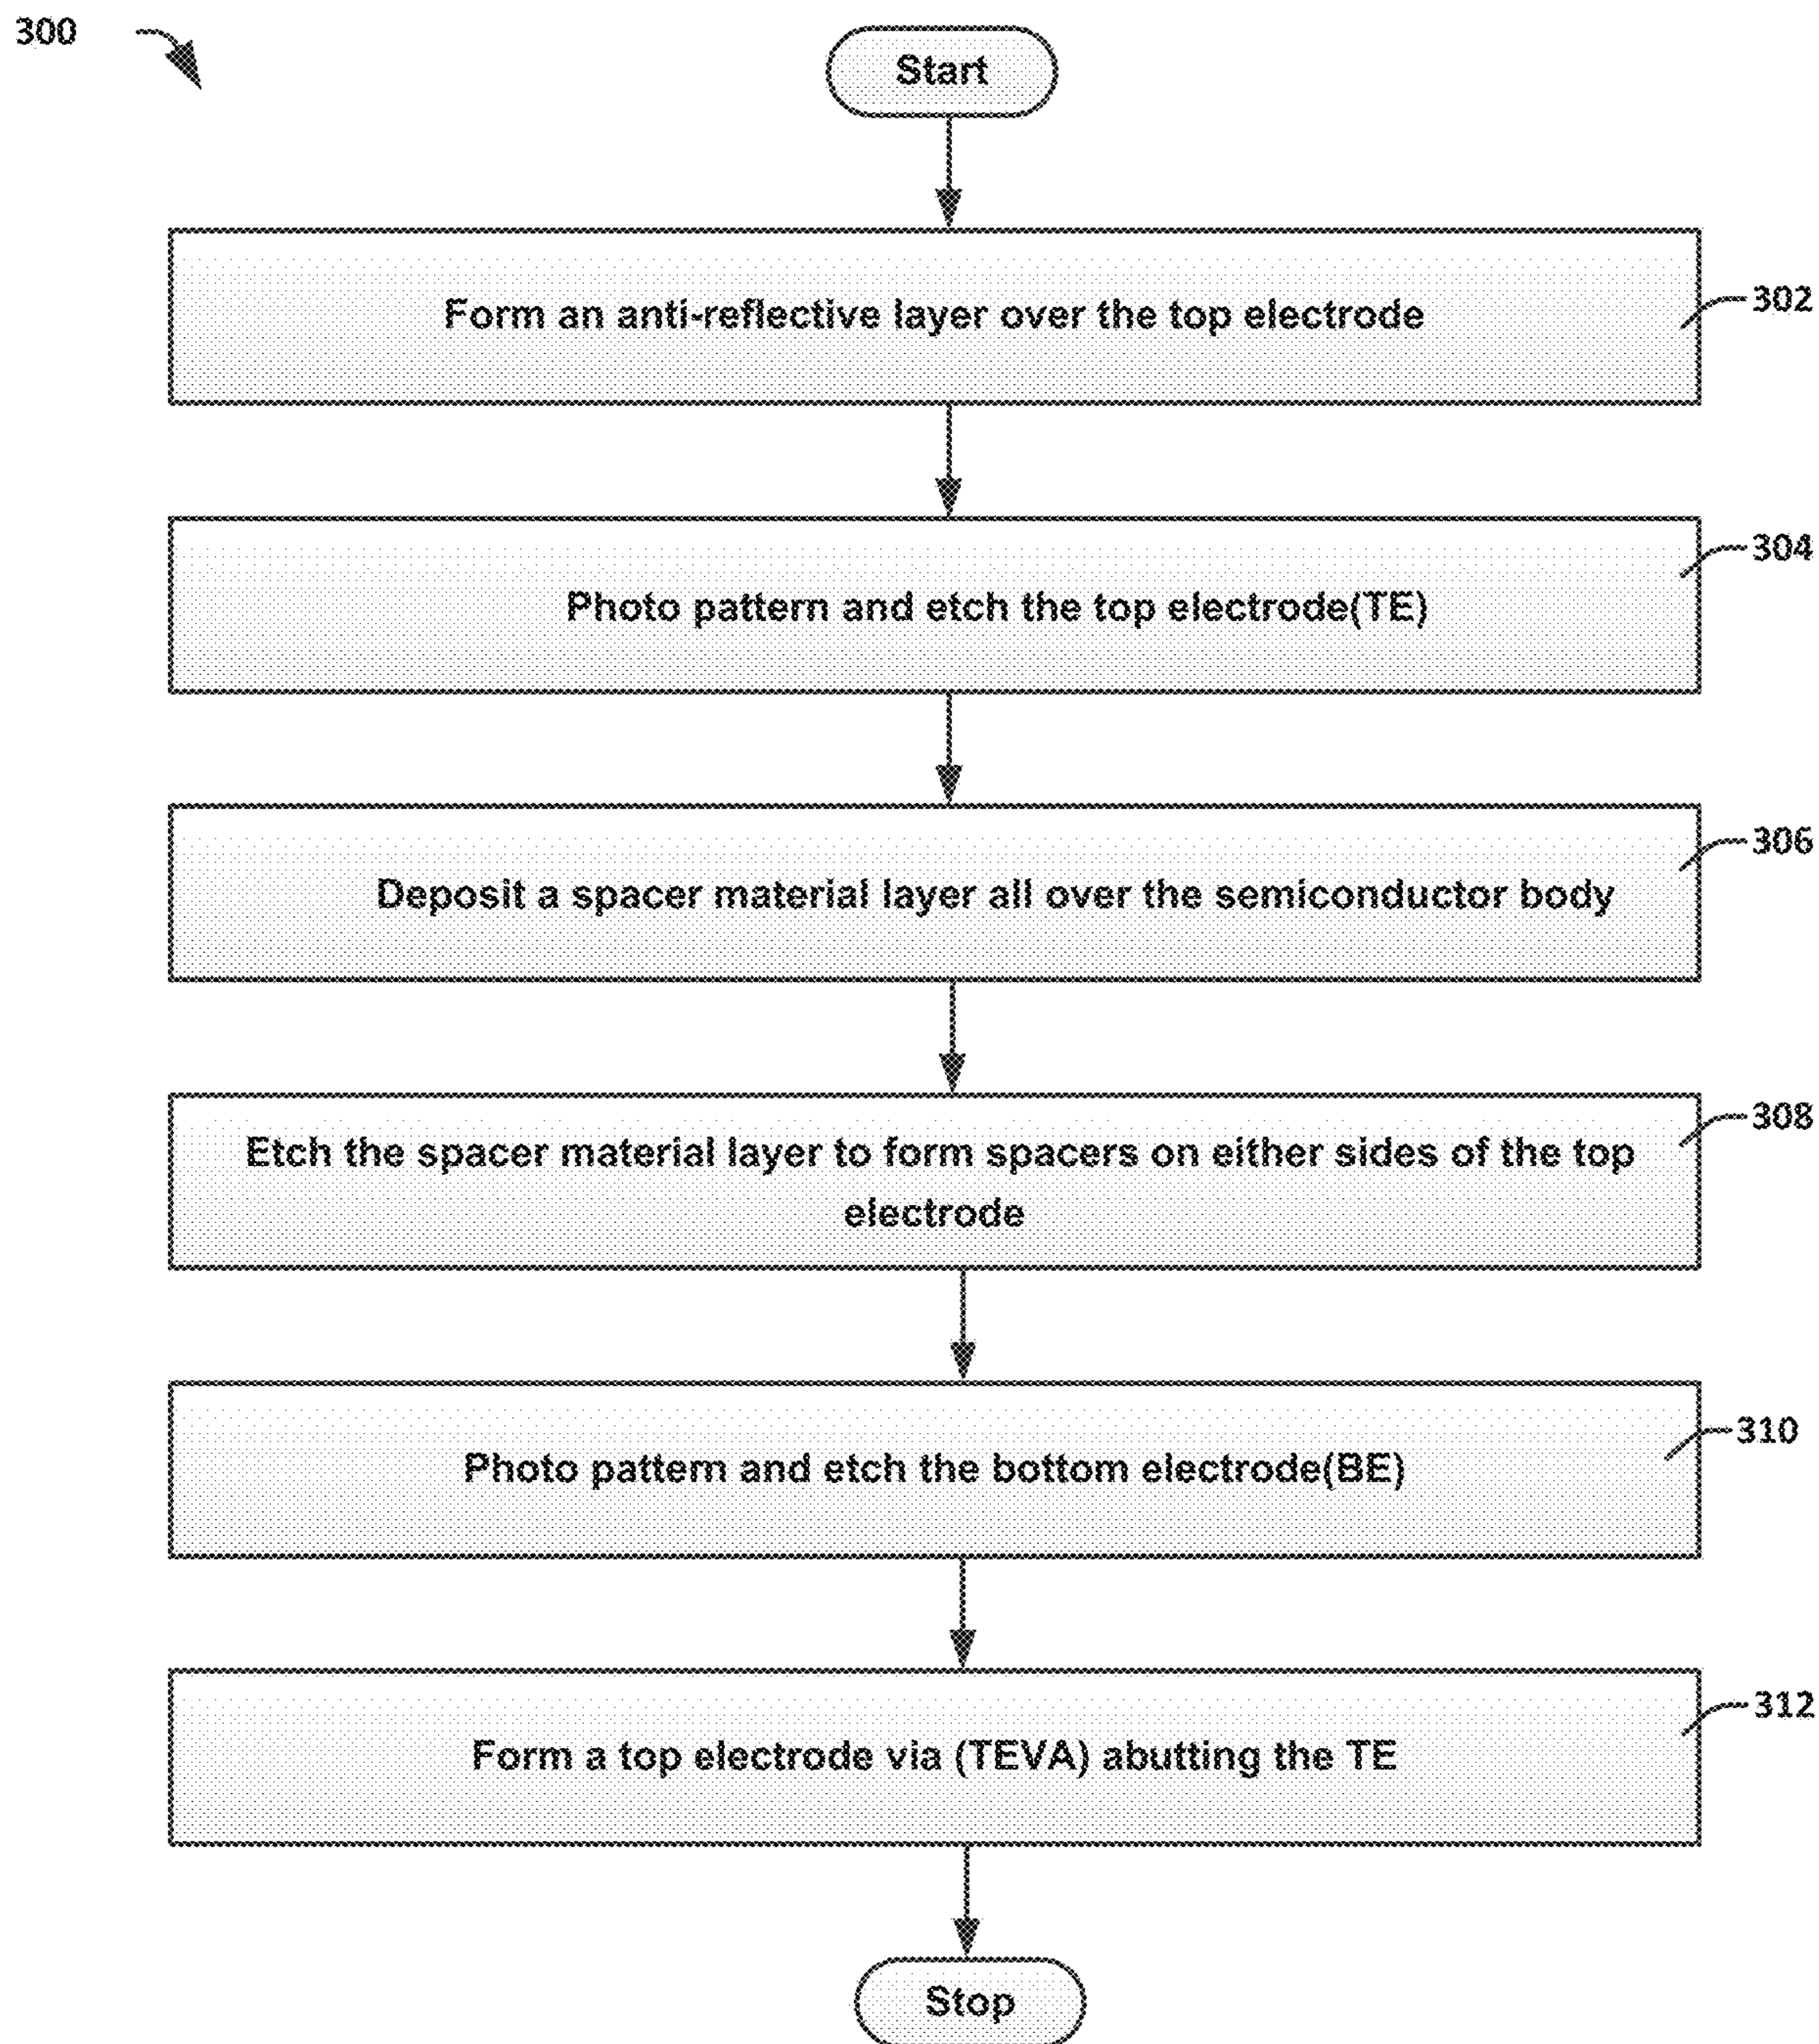 300
Start
Form an anti-reflective layer over the top electrode
302
Photo pattern and etch the top electrode(TE)
304
Deposit a spacer material layer all over the semiconductor body
306
Etch the spacer material layer to form spacers on either sides of the top
electrode
308
Photo pattern and etch the bottom electrode(BE)
310
Form a top electrode via (TEVA) abutting the TE
312
Stop